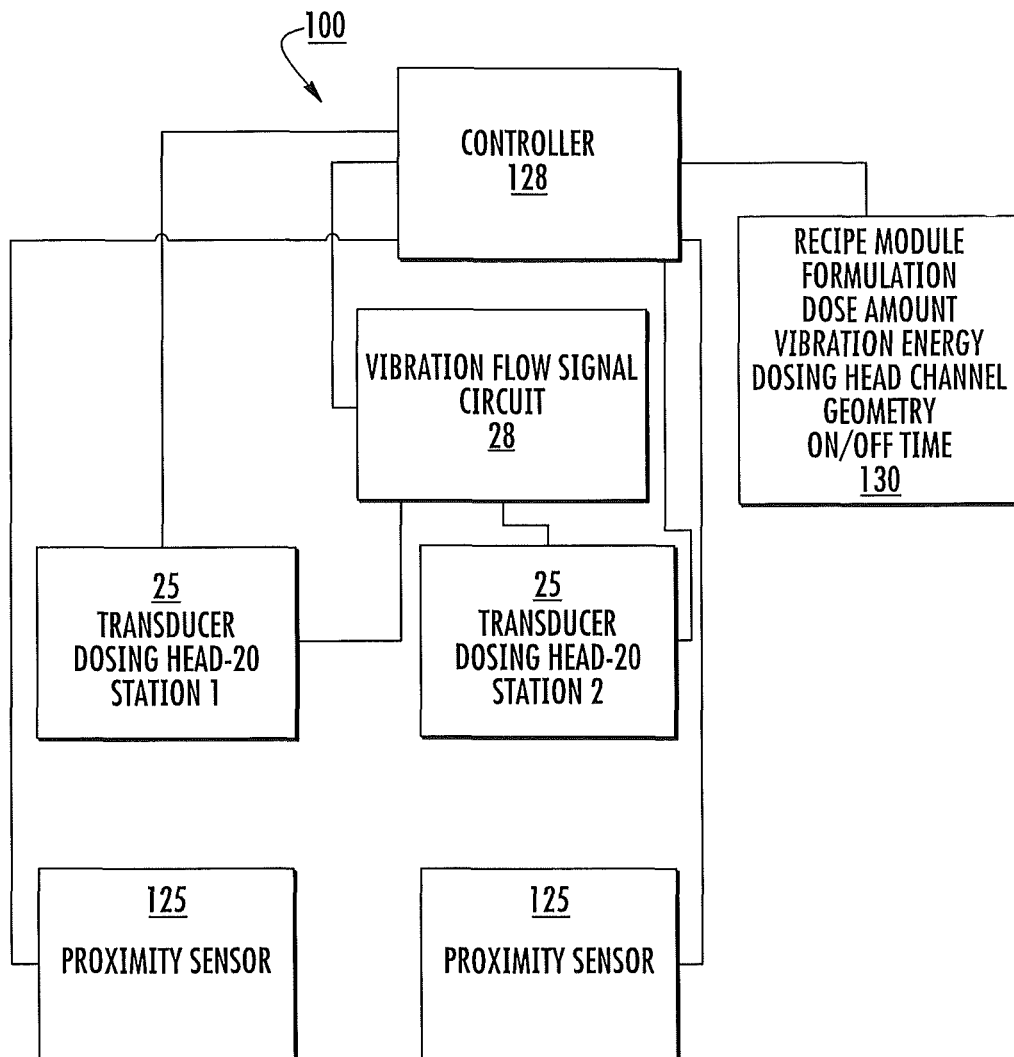 100
CONTROLLER
128
RECIPE MODULE
FORMULATION
DOSE AMOUNT
VIBRATION ENERGY
DOSING HEAD CHANNEL
GEOMETRY
ON/OFF TIME
130
VIBRATION FLOW SIGNAL
CIRCUIT
28
25
TRANSDUCER
DOSING HEAD-20
STATION 1
25
TRANSDUCER
DOSING HEAD-20
STATION 2
125
PROXIMITY SENSOR
125
PROXIMITY SENSOR